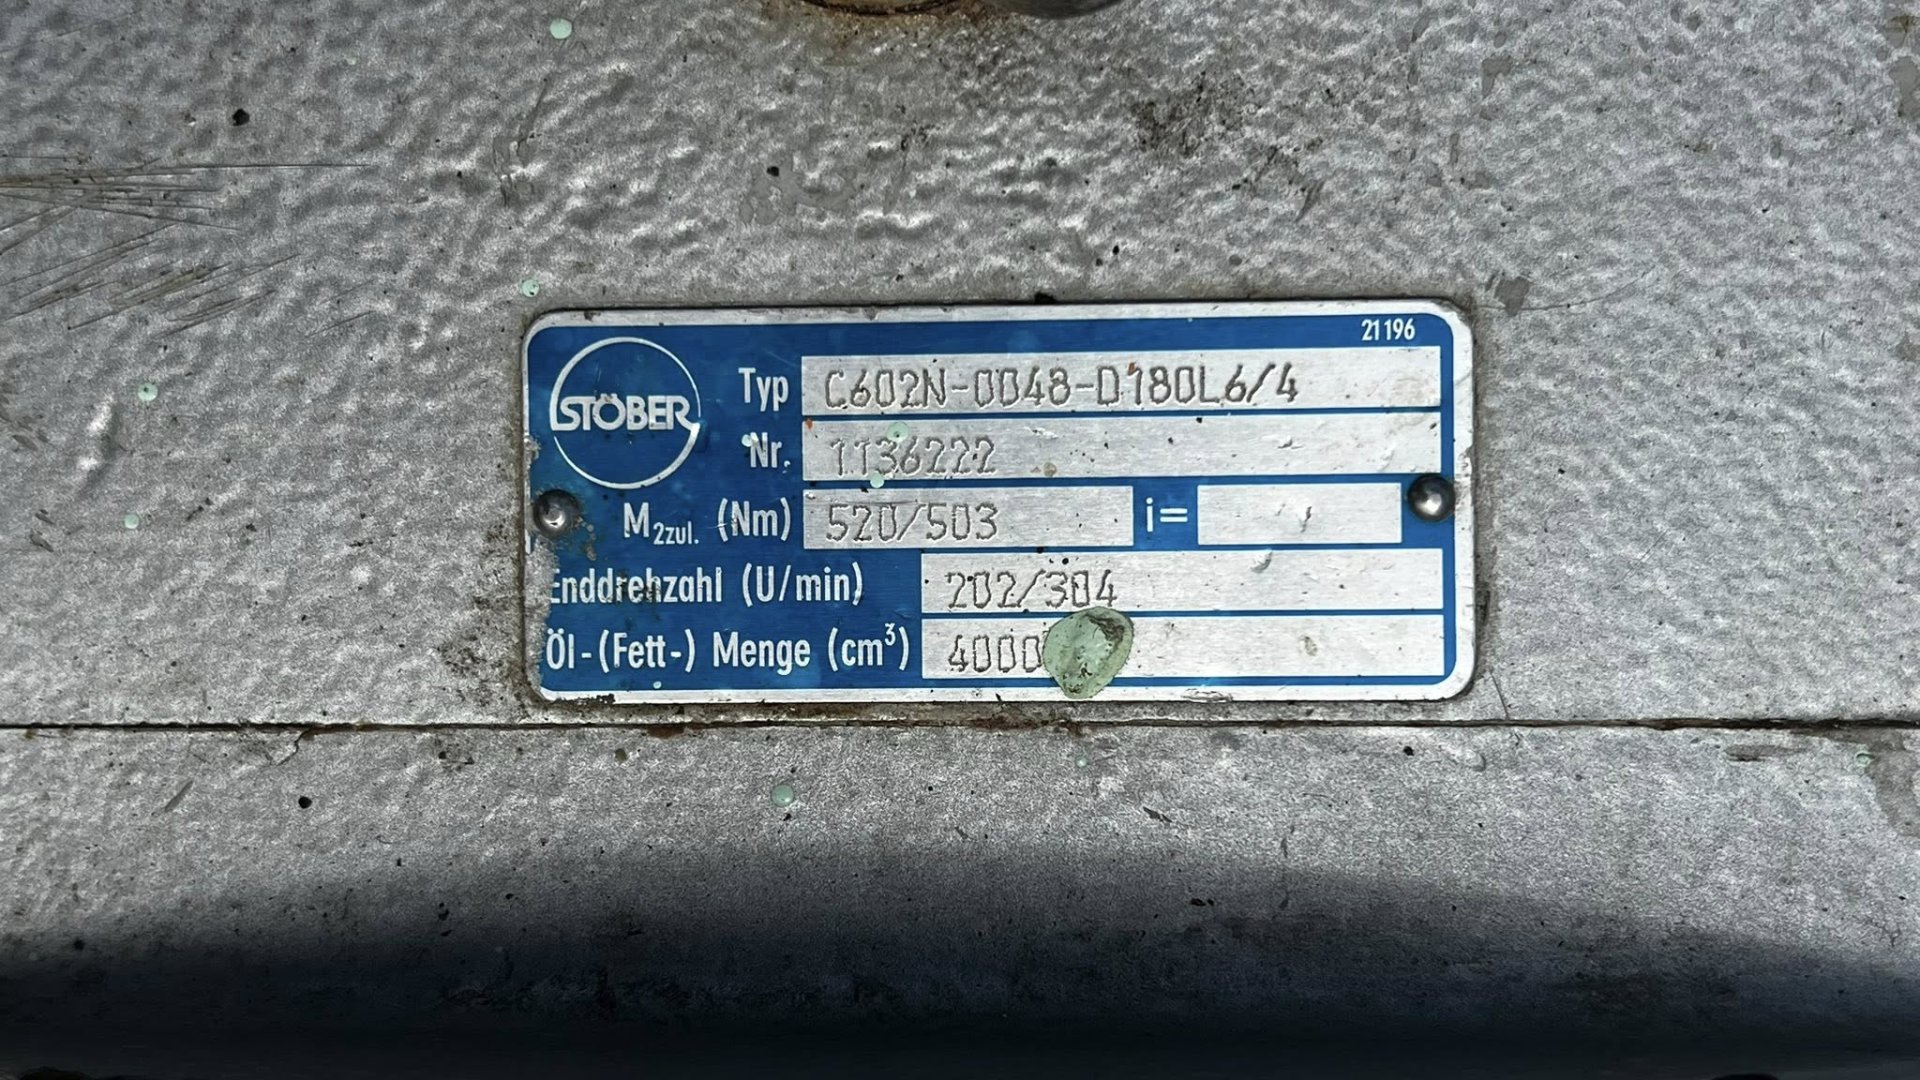 21196
STÖBER
Typ C602N-0048-D180L6/4
Nr. 1136222
M2zul. (Nm) 520/503 i=
Enddrehzahl (U/min) 202/304
Öl-(Fett-) Menge (cm³) 4000